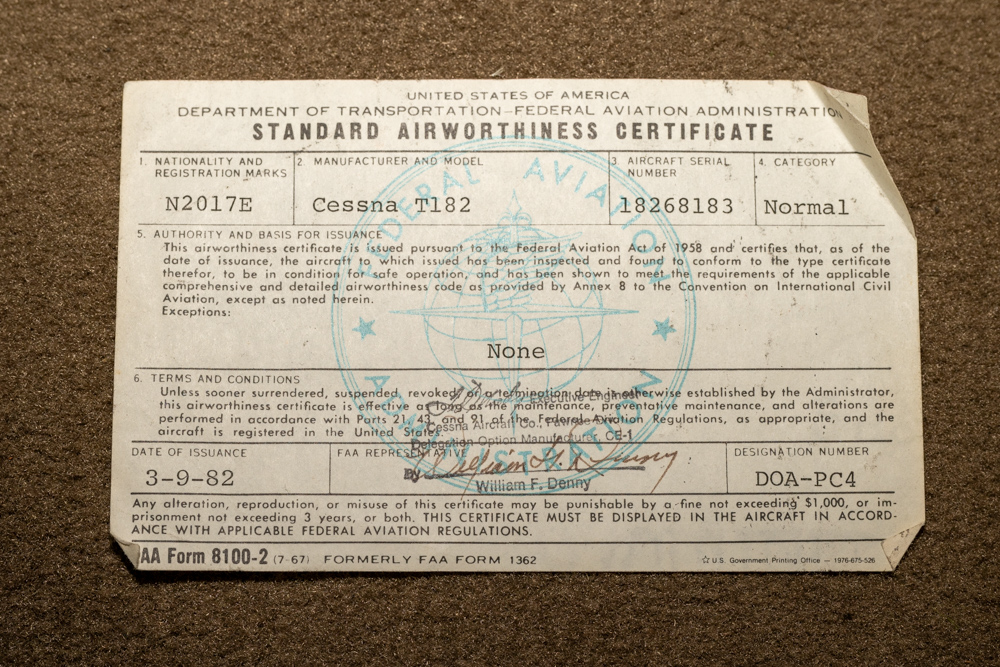 UNITED STATES OF AMERICA
DEPARTMENT OF TRANSPORTATION–FEDERAL AVIATION ADMINISTRATION
STANDARD AIRWORTHINESS CERTIFICATE
1. NATIONALITY AND REGISTRATION MARKS
N2017E
2. MANUFACTURER AND MODEL
Cessna T182
3. AIRCRAFT SERIAL NUMBER
18268183
4. CATEGORY
Normal
5. AUTHORITY AND BASIS FOR ISSUANCE
This airworthiness certificate is issued pursuant to the Federal Aviation Act of 1958 and certifies that, as of the
date of issuance, the aircraft to which issued has been inspected and found to conform to the type certificate
therefor, to be in condition for safe operation, and has been shown to meet the requirements of the applicable
comprehensive and detailed airworthiness code as provided by Annex 8 to the Convention on International Civil
Aviation, except as noted herein.
Exceptions:
None
6. TERMS AND CONDITIONS
Unless sooner surrendered, suspended, revoked, or a termination date is otherwise established by the Administrator,
this airworthiness certificate is effective as long as the maintenance, preventative maintenance, and alterations are
performed in accordance with Parts 21, 43, and 91 of the Federal Aviation Regulations, as appropriate, and the
aircraft is registered in the United States.
Executive Engineer
Cessna Aircraft Co.,
Delegation Option Manufacturer, CE-1
DATE OF ISSUANCE
3-9-82
FAA REPRESENTATIVE
By William F. Denny
William F. Denny
DESIGNATION NUMBER
DOA-PC4
Any alteration, reproduction, or misuse of this certificate may be punishable by a fine not exceeding $1,000, or im-
prisonment not exceeding 3 years, or both. THIS CERTIFICATE MUST BE DISPLAYED IN THE AIRCRAFT IN ACCORD-
ANCE WITH APPLICABLE FEDERAL AVIATION REGULATIONS.
AA Form 8100-2 (7-67) FORMERLY FAA FORM 1362
☆ U.S. Government Printing Office — 1976-675-526
FEDERAL AVIATION
ADMINISTRATION